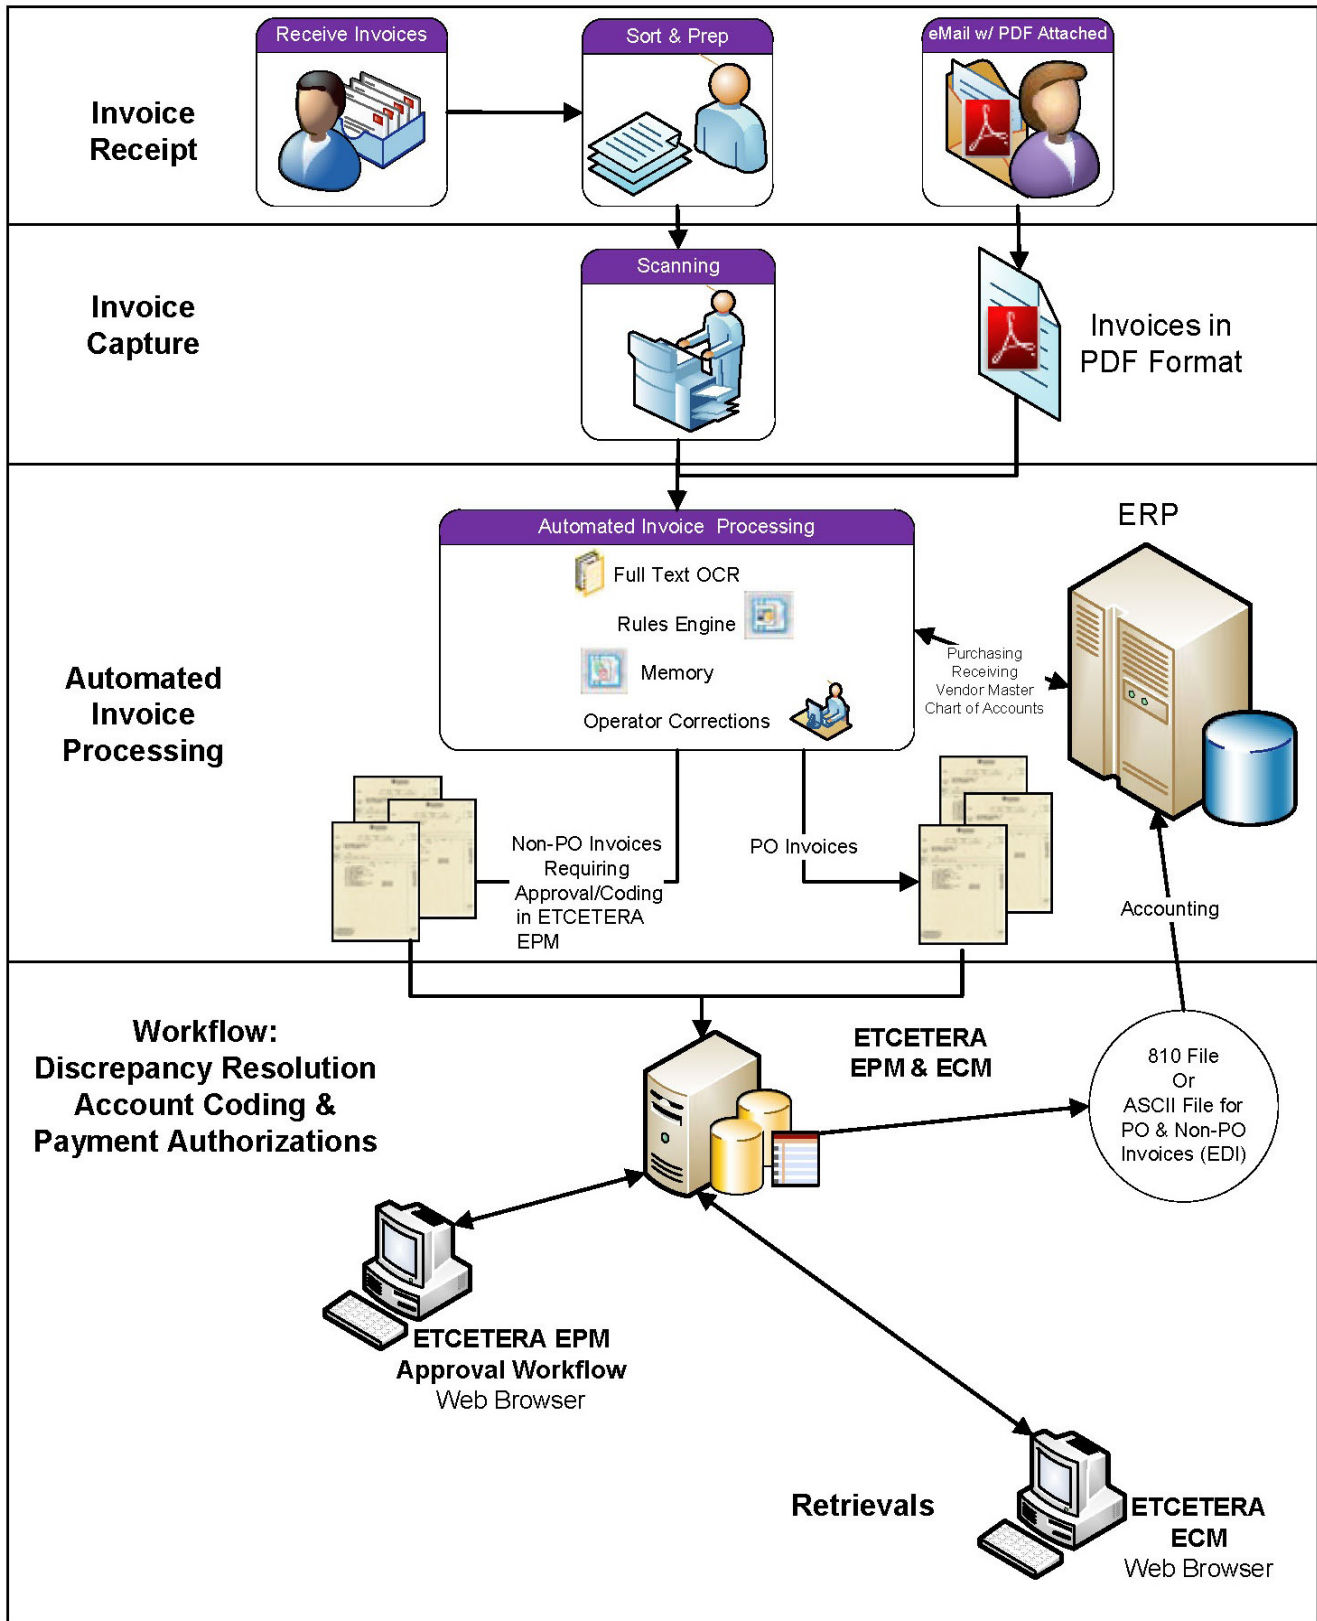 Receive Invoices
Sort & Prep
eMail w/ PDF Attached
Invoice
Receipt
Scanning
Invoice
Capture
Invoices in
PDF Format
Automated Invoice Processing
Full Text OCR
Rules Engine
Memory
Operator Corrections
ERP
Purchasing
Receiving
Vendor Master
Chart of Accounts
Automated
Invoice
Processing
Non-PO Invoices
Requiring
Approval/Coding
in ETCETERA
EPM
PO Invoices
Accounting
Workflow:
Discrepancy Resolution
Account Coding &
Payment Authorizations
ETCETERA
EPM & ECM
810 File
Or
ASCII File for
PO & Non-PO
Invoices (EDI)
ETCETERA EPM
Approval Workflow
Web Browser
Retrievals
ETCETERA
ECM
Web Browser